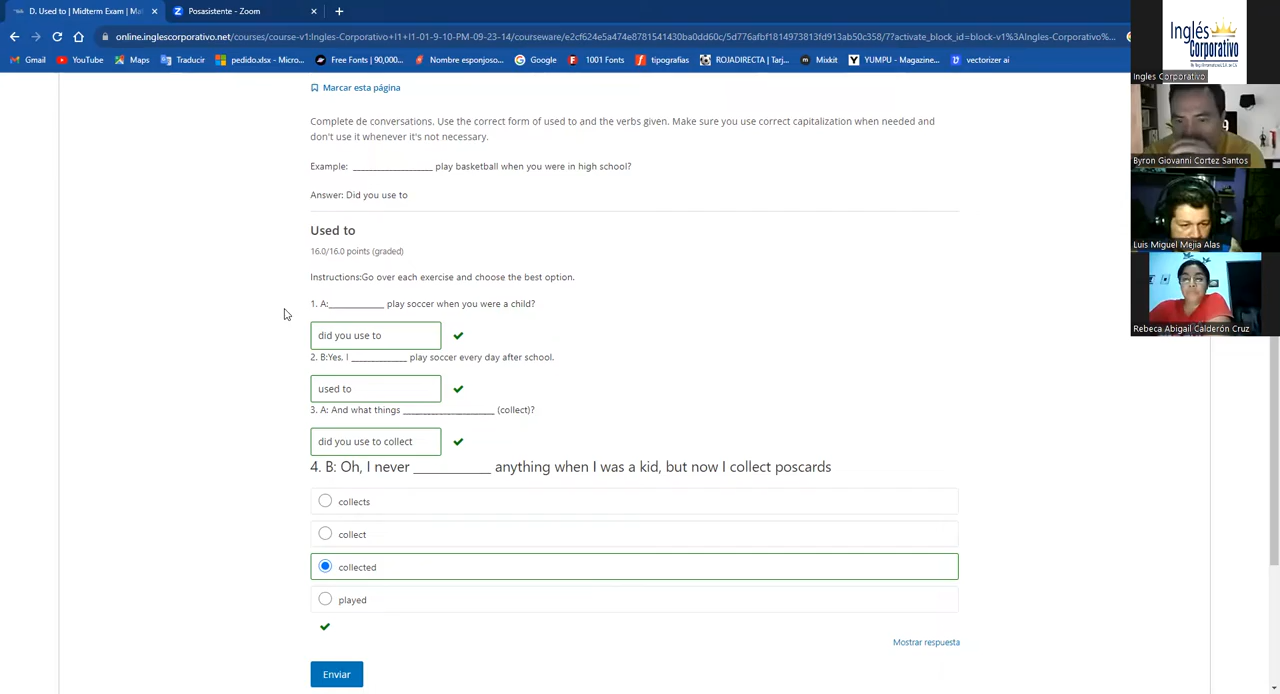 D. Used to | Midterm Exam | Ma
Posasistente - Zoom
online.inglescorporativo.net/courses/course-v1:Ingles-Corporativo+I1+I1-01-9-10-PM-09-23-14/courseware/e2cf624e5a474e8781541430ba0dd60c/5d776afbf1814973813fd913ab50c358/7?activate_block_id=block-v1%3AIngles-Corporativo%...
Gmail
YouTube
Maps
Traducir
pedido.xlsx - Micro...
Free Fonts | 90,000...
Nombre esponjoso...
Google
1001 Fonts
tipografias
ROJADIRECTA | Tarj...
Mixkit
YUMPU - Magazine...
vectorizer ai
Inglés
Corporativo
Ingles Corporativo
Byron Giovanni Cortez Santos
Luis Miguel Mejia Alas
Rebeca Abigail Calderón Cruz
Marcar esta página
Complete de conversations. Use the correct form of used to and the verbs given. Make sure you use correct capitalization when needed and
don't use it whenever it's not necessary.
Example: ____________________ play basketball when you were in high school?
Answer: Did you use to
Used to
16.0/16.0 points (graded)
Instructions:Go over each exercise and choose the best option.
1. A:_____________ play soccer when you were a child?
did you use to
2. B:Yes, I _____________ play soccer every day after school.
used to
3. A: And what things _____________________ (collect)?
did you use to collect
4. B: Oh, I never ___________ anything when I was a kid, but now I collect poscards
collects
collect
collected
played
Mostrar respuesta
Enviar